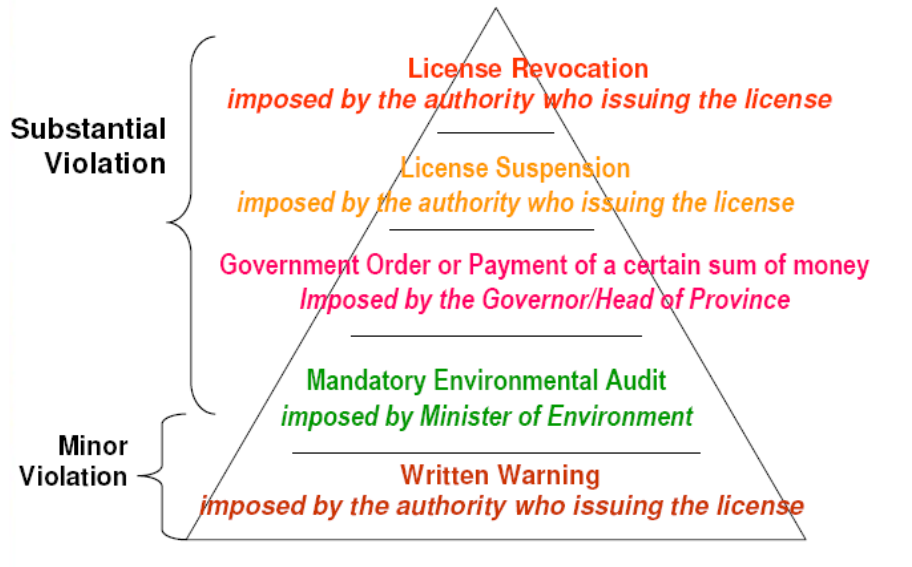 License Revocation
imposed by the authority who issuing the license
Substantial
Violation
License Suspension
imposed by the authority who issuing the license
Government Order or Payment of a certain sum of money
Imposed by the Governor/Head of Province
Mandatory Environmental Audit
imposed by Minister of Environment
Minor
Violation
Written Warning
imposed by the authority who issuing the license